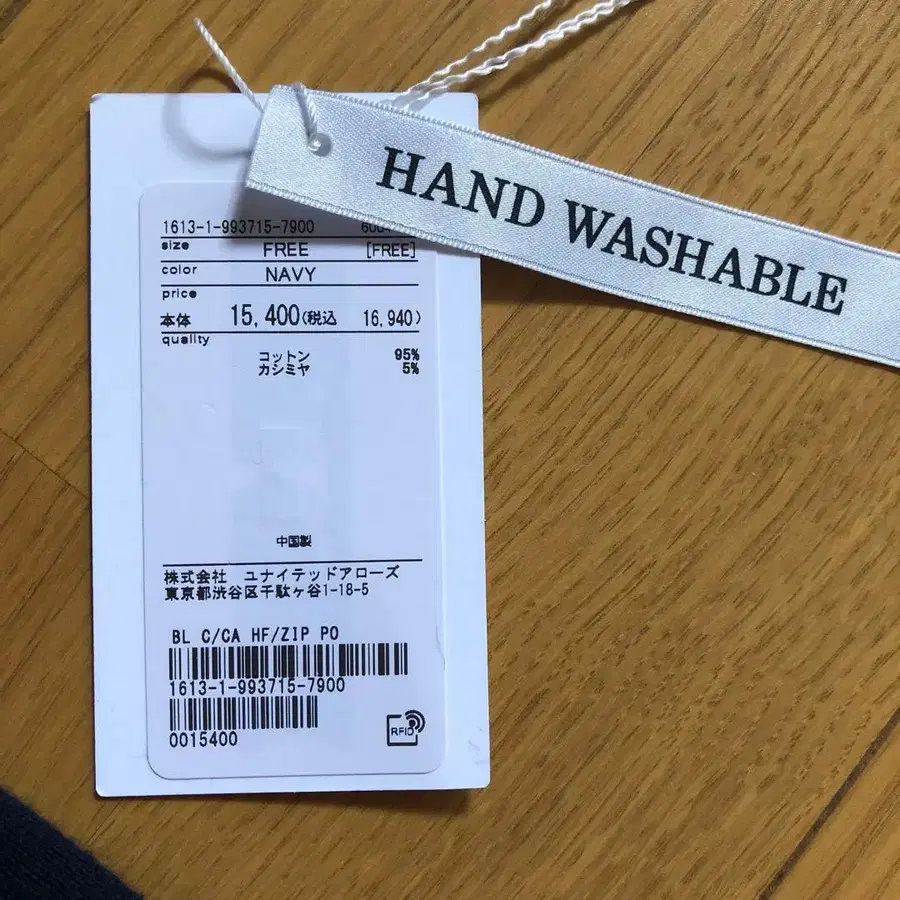 HAND WASHABLE
1613-1-993715-7900
size FREE [FREE]
color NAVY
price
本体 15,400(税込 16,940)
quality
コットン 95%
カシミヤ 5%
中国製
株式会社 ユナイテッドアローズ
東京都渋谷区千駄ヶ谷1-18-5
BL C/CA HF/ZIP PO
1613-1-993715-7900
0015400
RFID